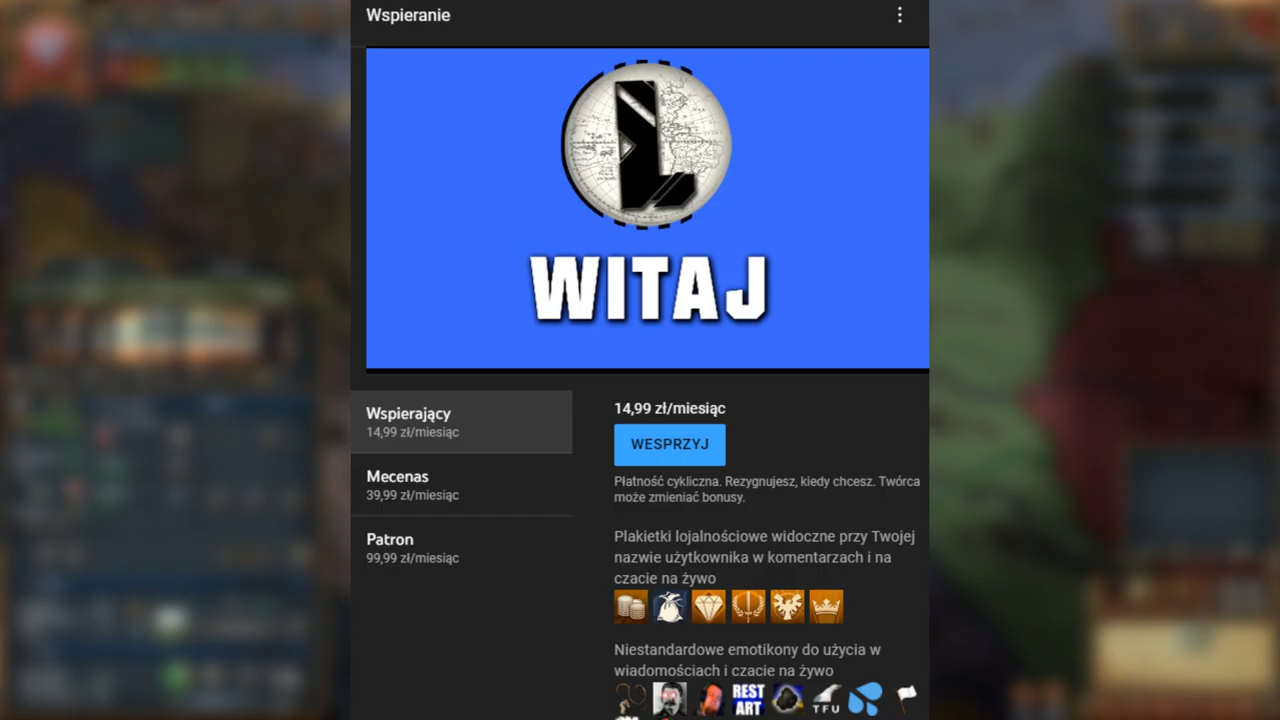 Wspieranie
Ł
WITAJ
Wspierający
14,99 zł/miesiąc
Mecenas
39,99 zł/miesiąc
Patron
99,99 zł/miesiąc
14,99 zł/miesiąc
WESPRZYJ
Płatność cykliczna. Rezygnujesz, kiedy chcesz. Twórca
może zmieniać bonusy.
Plakietki lojalnościowe widoczne przy Twojej
nazwie użytkownika w komentarzach i na
czacie na żywo
Niestandardowe emotikony do użycia w
wiadomościach i czacie na żywo
REST
ART
TFU